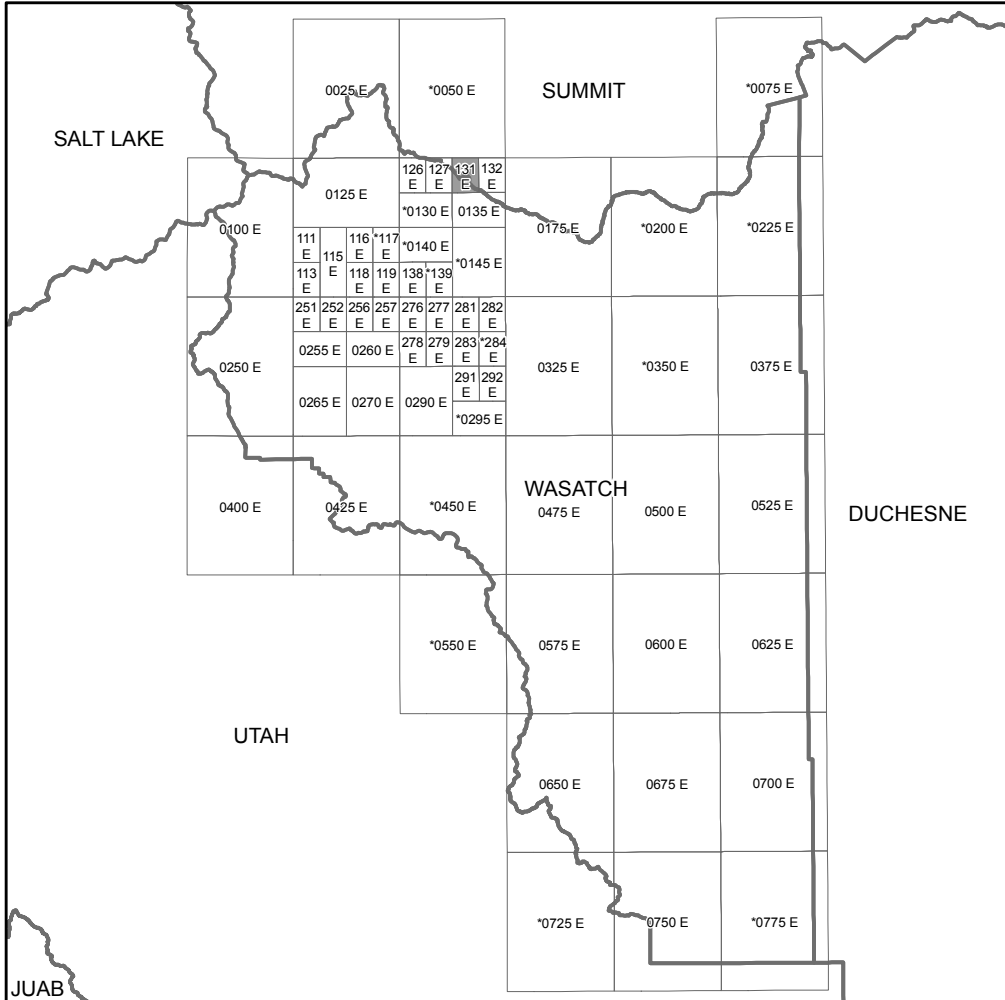 SALT LAKE
0025 E
*0050 E
SUMMIT
*0075 E
0100 E
0125 E
126
E
127
E
131
E
132
E
*0130 E
0135 E
0175 E
*0200 E
*0225 E
111
E
115
E
116
E
*117
E
*0140 E
*0145 E
113
E
118
E
119
E
138
E
*139
E
0250 E
251
E
252
E
256
E
257
E
276
E
277
E
281
E
282
E
0255 E
0260 E
278
E
279
E
283
E
*284
E
0325 E
*0350 E
0375 E
0265 E
0270 E
0290 E
291
E
292
E
*0295 E
0400 E
0425 E
*0450 E
WASATCH
0475 E
0500 E
0525 E
DUCHESNE
*0550 E
0575 E
0600 E
0625 E
UTAH
0650 E
0675 E
0700 E
*0725 E
0750 E
*0775 E
JUAB